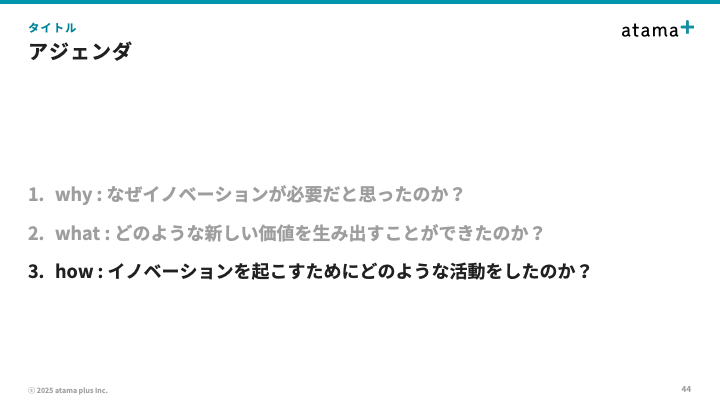 タイトル
アジェンダ
atama+
1. why : なぜイノベーションが必要だと思ったのか？
2. what : どのような新しい価値を生み出すことができたのか？
3. how : イノベーションを起こすためにどのような活動をしたのか？
ⓒ 2025 atama plus Inc.
44